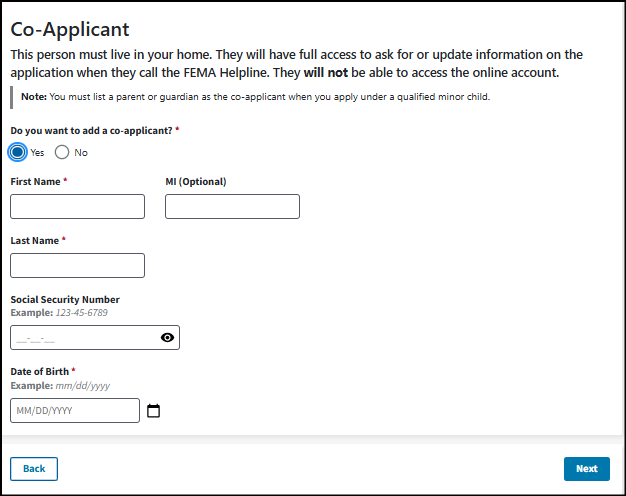 Co-Applicant
This person must live in your home. They will have full access to ask for or update information on the
application when they call the FEMA Helpline. They will not be able to access the online account.
Note: You must list a parent or guardian as the co-applicant when you apply under a qualified minor child.
Do you want to add a co-applicant? *
Yes No
First Name * MI (Optional)
Last Name *
Social Security Number
Example: 123-45-6789
__-__-__
Date of Birth *
Example: mm/dd/yyyy
MM/DD/YYYY
Back Next